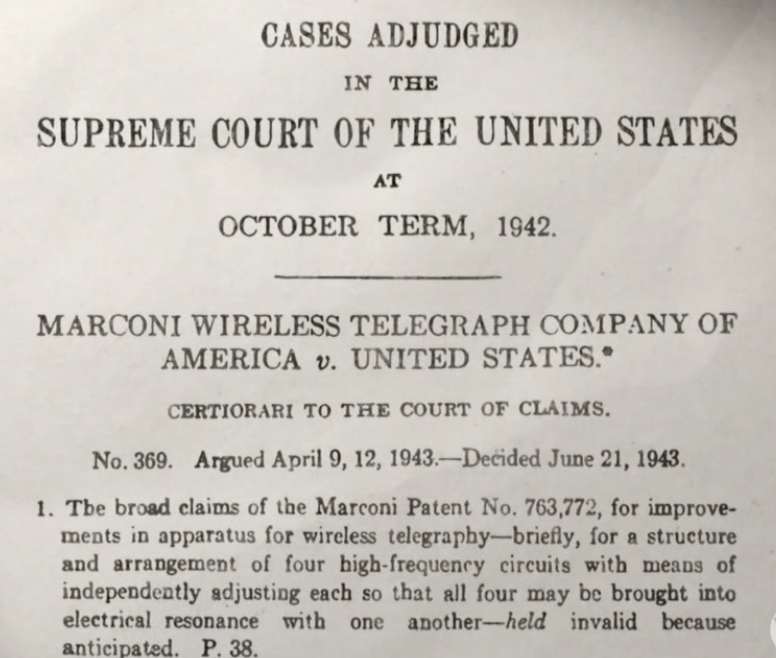 CASES ADJUDGED
IN THE
SUPREME COURT OF THE UNITED STATES
AT
OCTOBER TERM, 1942.
MARCONI WIRELESS TELEGRAPH COMPANY OF
AMERICA v. UNITED STATES.*
CERTIORARI TO THE COURT OF CLAIMS.
No. 369. Argued April 9, 12, 1943.—Decided June 21, 1943.
1. The broad claims of the Marconi Patent No. 763,772, for improve-
ments in apparatus for wireless telegraphy—briefly, for a structure
and arrangement of four high-frequency circuits with means of
independently adjusting each so that all four may be brought into
electrical resonance with one another—held invalid because
anticipated. P. 38.